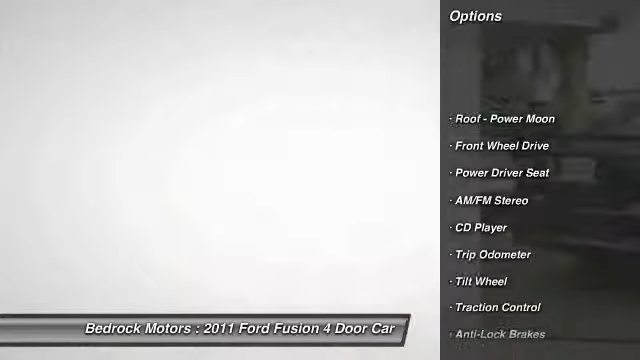 Options
· Roof - Power Moon
· Front Wheel Drive
· Power Driver Seat
· AM/FM Stereo
· CD Player
· Trip Odometer
· Tilt Wheel
· Traction Control
· Anti-Lock Brakes
Bedrock Motors : 2011 Ford Fusion 4 Door Car